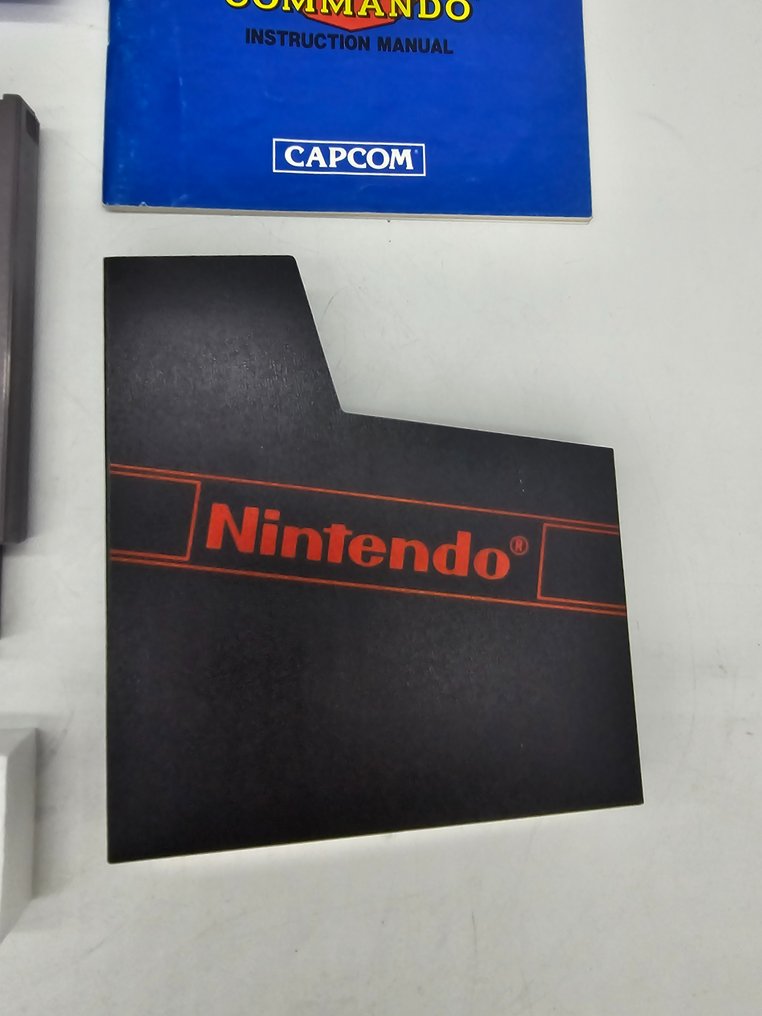 COMMANDO
INSTRUCTION MANUAL
CAPCOM
Nintendo®